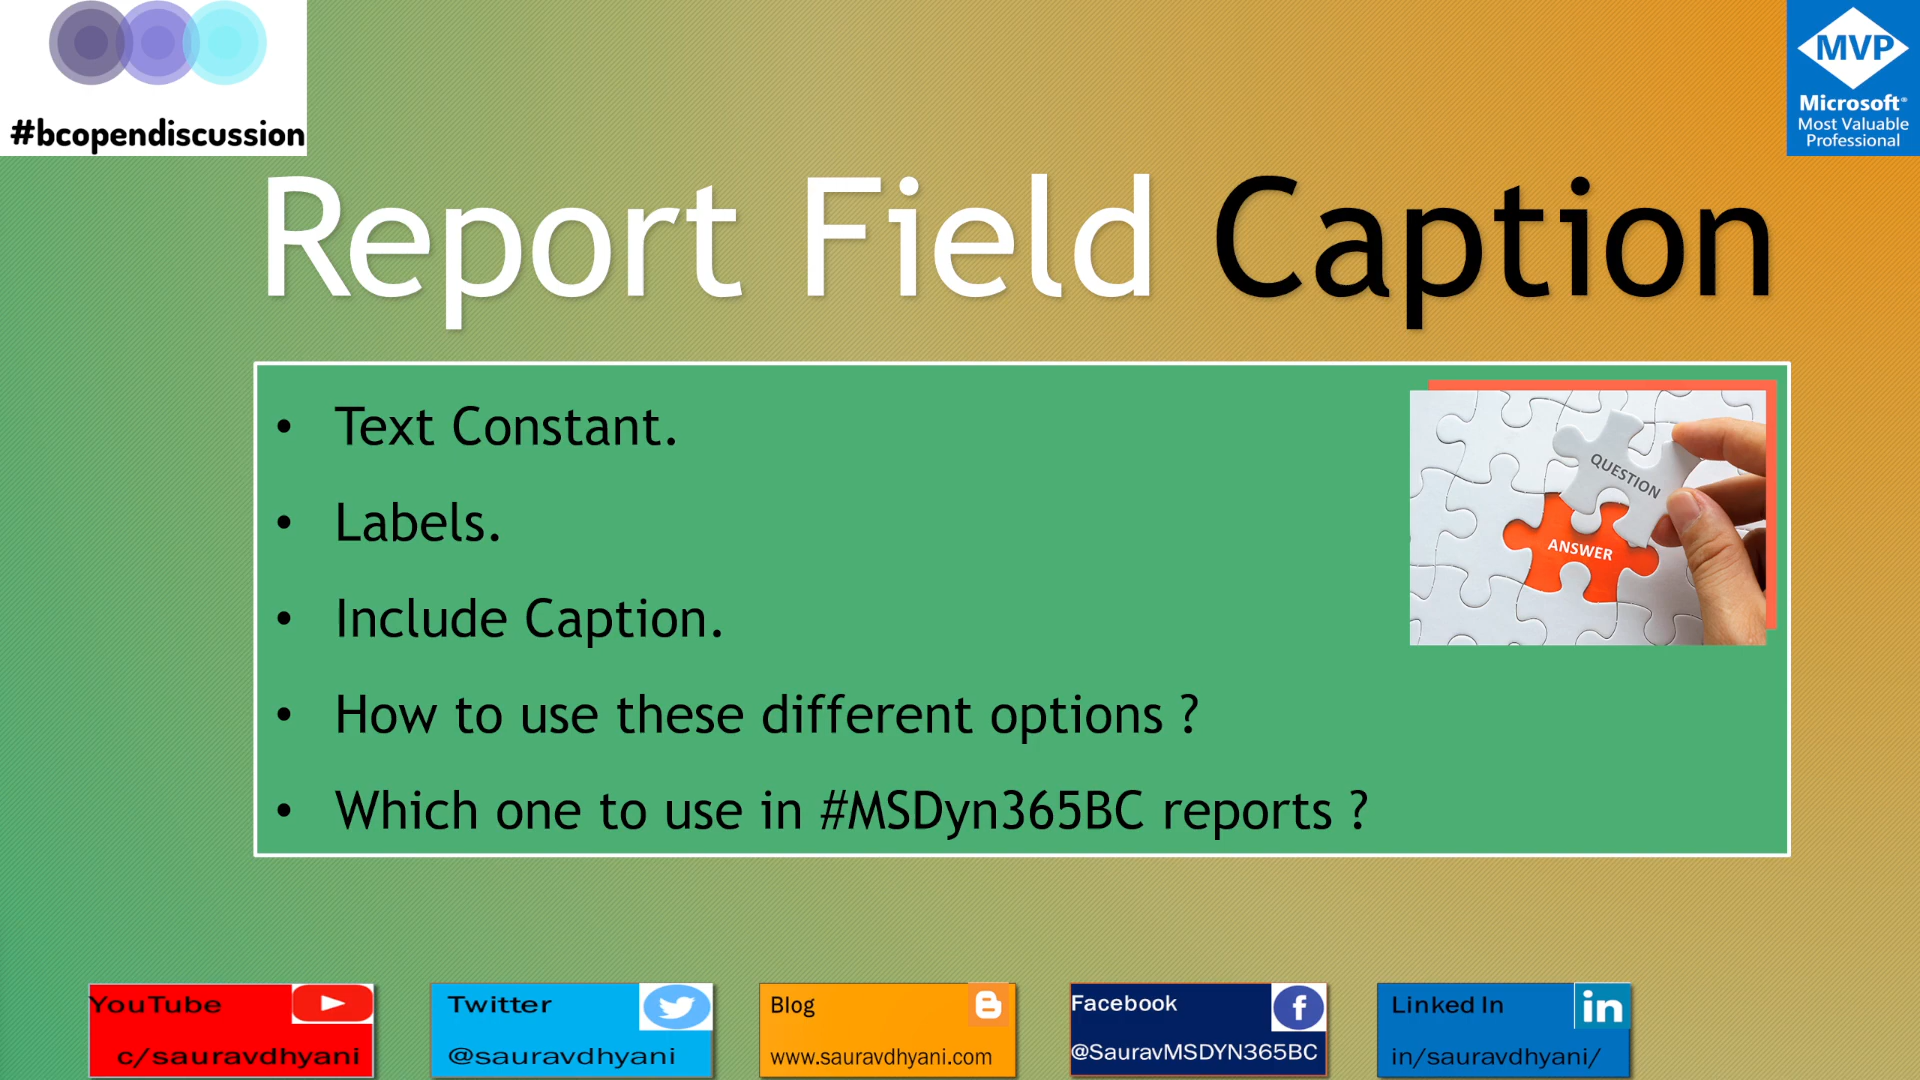 #bcopendiscussion
MVP
Microsoft®
Most Valuable
Professional
Report Field Caption
• Text Constant.
• Labels.
• Include Caption.
• How to use these different options ?
• Which one to use in #MSDyn365BC reports ?
QUESTION
ANSWER
YouTube
c/sauravdhyani
Twitter
@sauravdhyani
Blog
www.sauravdhyani.com
Facebook
@SauravMSDYN365BC
Linked In
in
in/sauravdhyani/